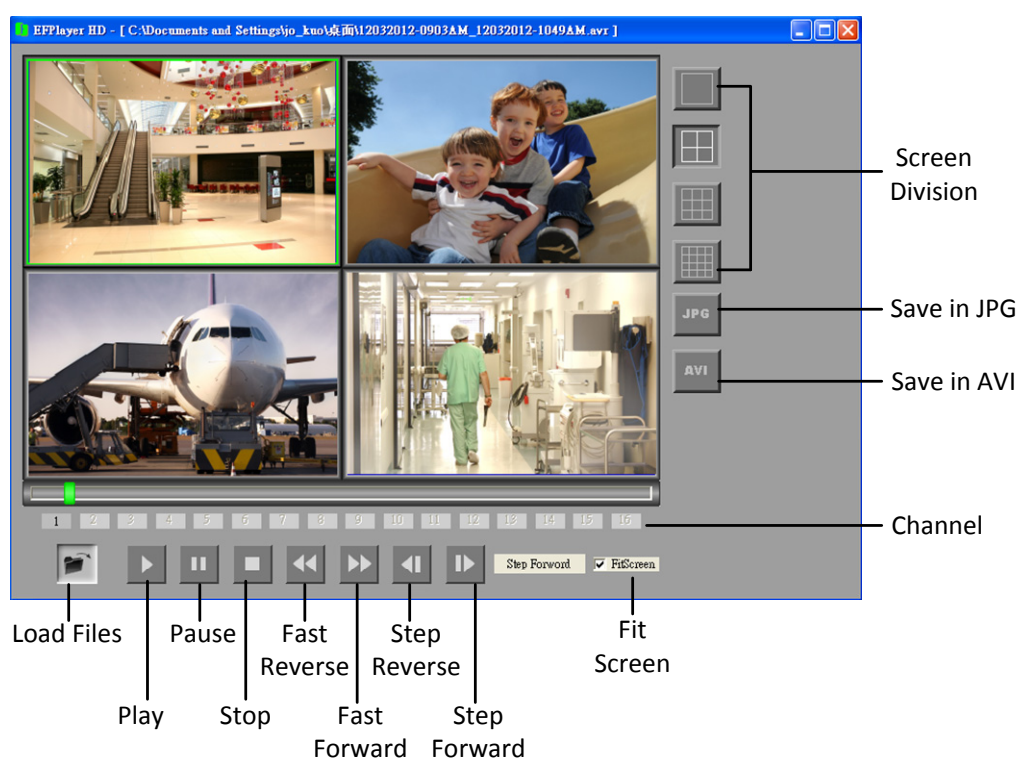 EFPlayer HD - [ C:\Documents and Settings\jo_kuo\桌面\12032012-0903AM_12032012-1049AM.avr ]
Screen
Division
JPG
Save in JPG
AVI
Save in AVI
1 2 3 4 5 6 7 8 9 10 11 12 13 14 15 16
Channel
Step Forword
FitScreen
Load Files
Pause
Fast
Reverse
Step
Reverse
Fit
Screen
Play
Stop
Fast
Forward
Step
Forward